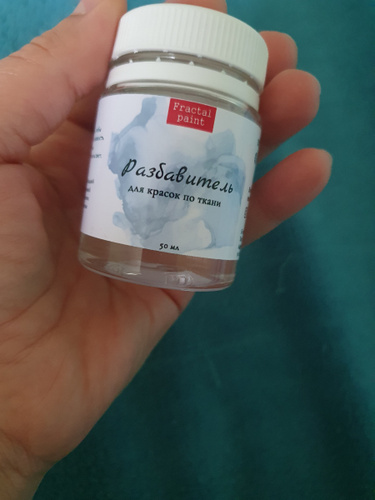 Fractal
paint
Разбавитель
для красок по ткани
50 мл